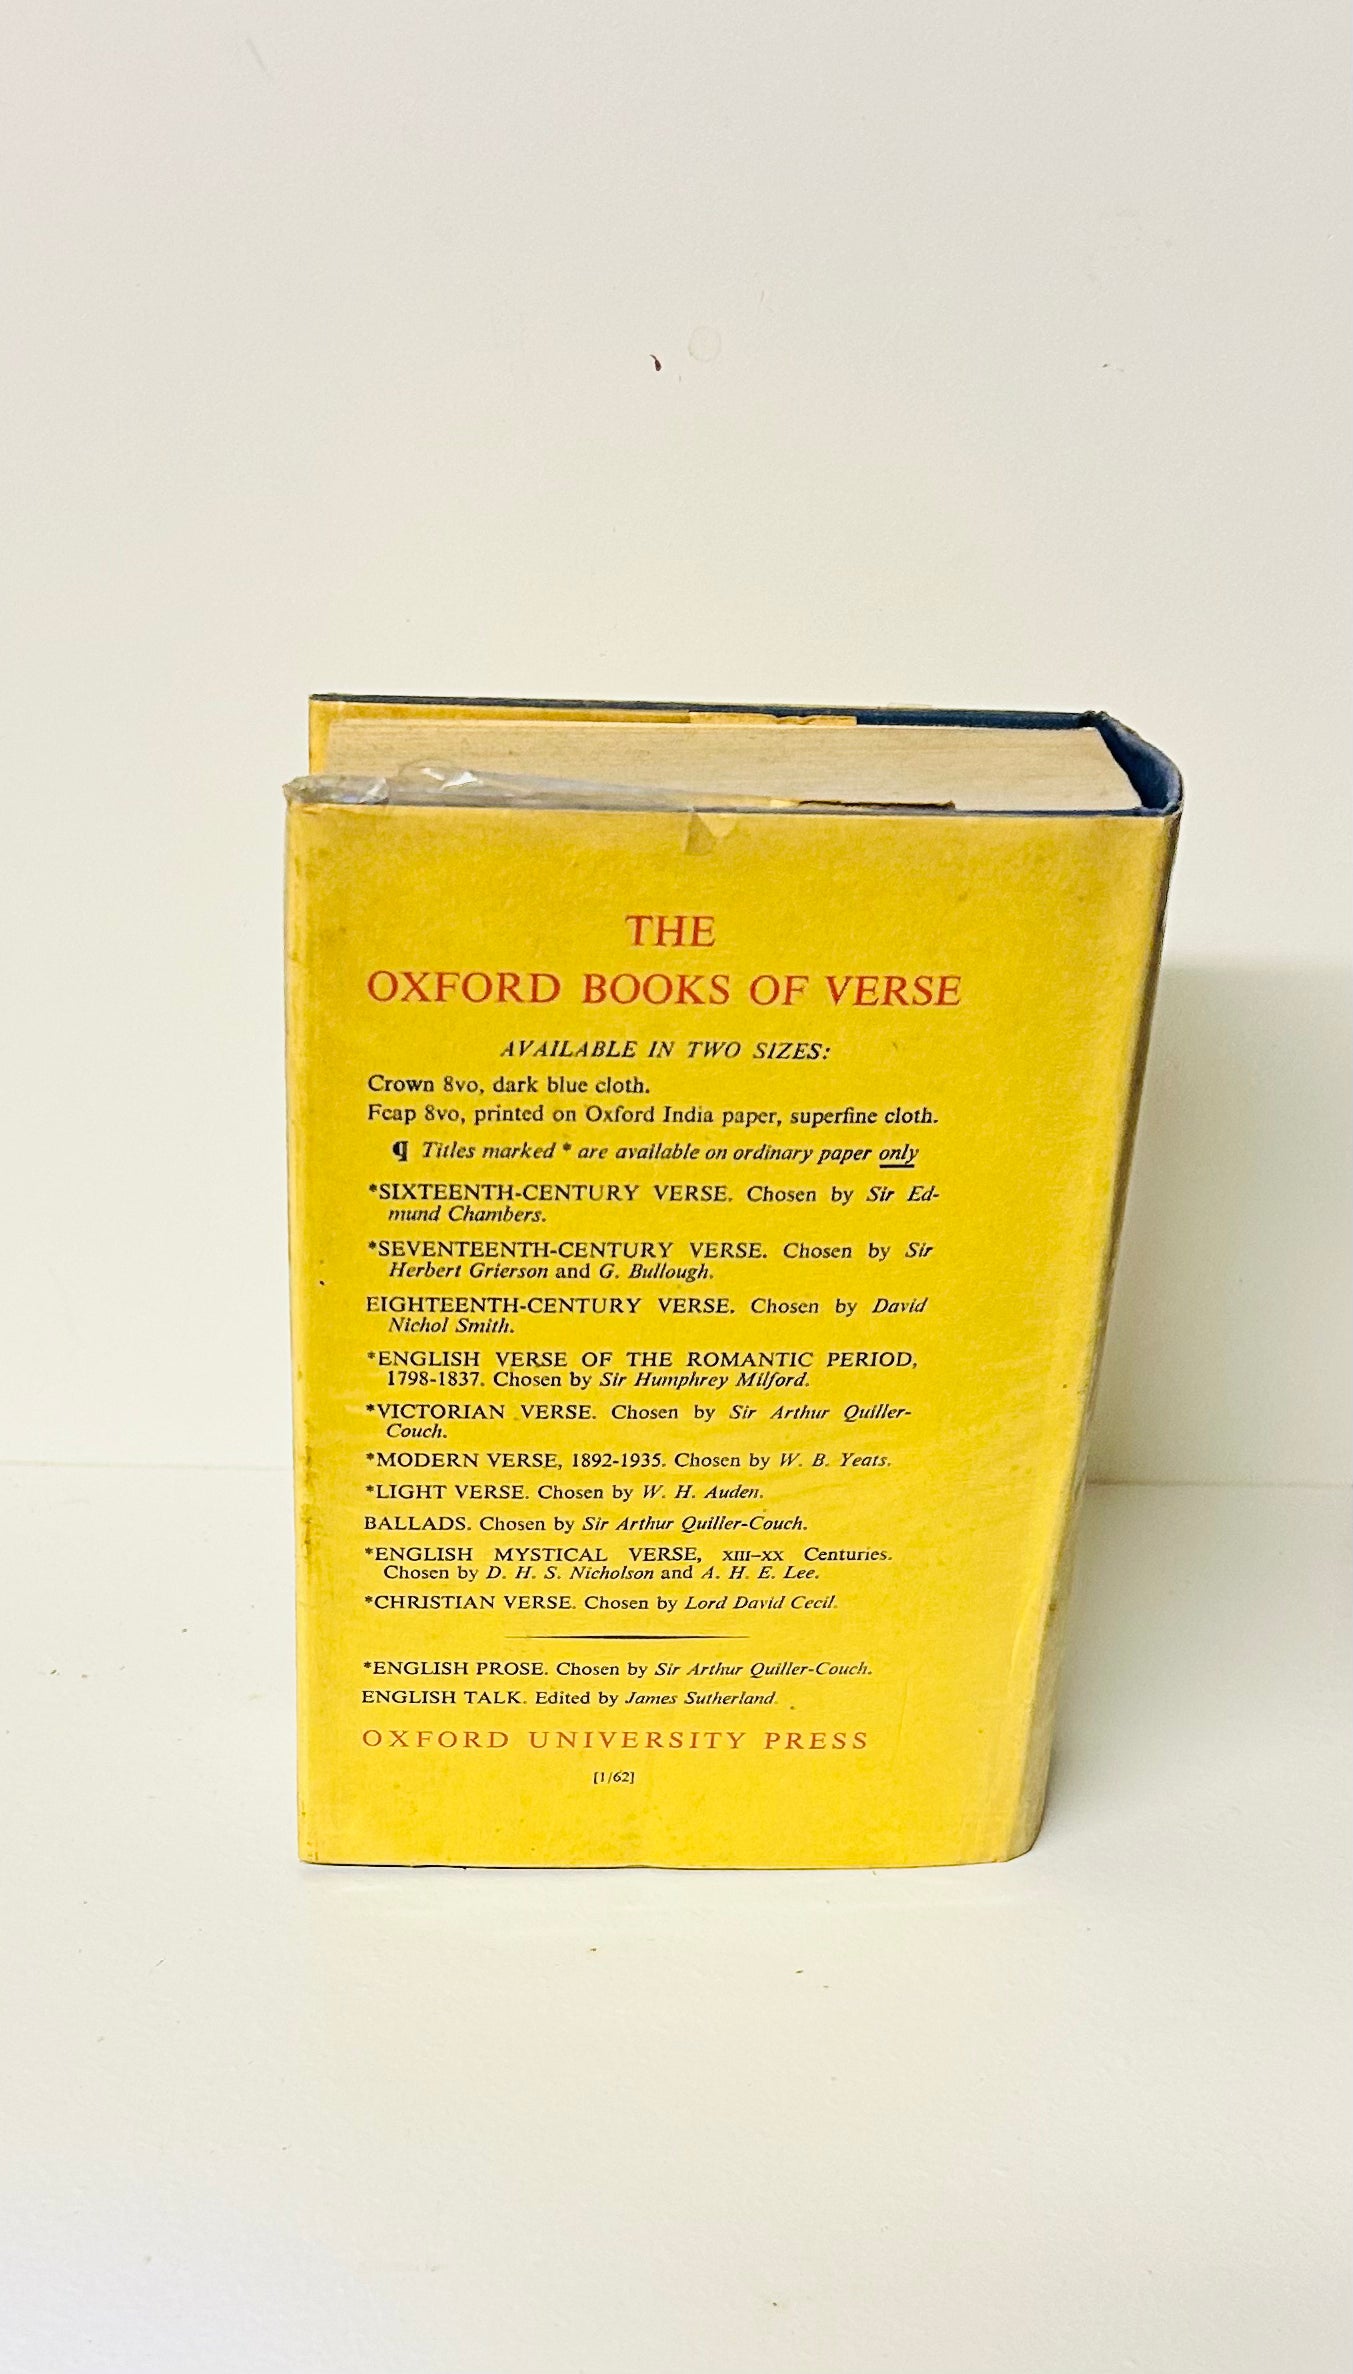 THE
OXFORD BOOKS OF VERSE
AVAILABLE IN TWO SIZES:
Crown 8vo, dark blue cloth.
Fcap 8vo, printed on Oxford India paper, superfine cloth.
¶ Titles marked * are available on ordinary paper only
*SIXTEENTH-CENTURY VERSE. Chosen by Sir Ed-
mund Chambers.
*SEVENTEENTH-CENTURY VERSE. Chosen by Sir
Herbert Grierson and G. Bullough.
EIGHTEENTH-CENTURY VERSE. Chosen by David
Nichol Smith.
*ENGLISH VERSE OF THE ROMANTIC PERIOD,
1798-1837. Chosen by Sir Humphrey Milford.
*VICTORIAN VERSE. Chosen by Sir Arthur Quiller-
Couch.
*MODERN VERSE, 1892-1935. Chosen by W. B. Yeats.
*LIGHT VERSE. Chosen by W. H. Auden.
BALLADS. Chosen by Sir Arthur Quiller-Couch.
*ENGLISH MYSTICAL VERSE, XIII–XX Centuries.
Chosen by D. H. S. Nicholson and A. H. E. Lee.
*CHRISTIAN VERSE. Chosen by Lord David Cecil.
*ENGLISH PROSE. Chosen by Sir Arthur Quiller-Couch.
ENGLISH TALK. Edited by James Sutherland.
OXFORD UNIVERSITY PRESS
[1/62]